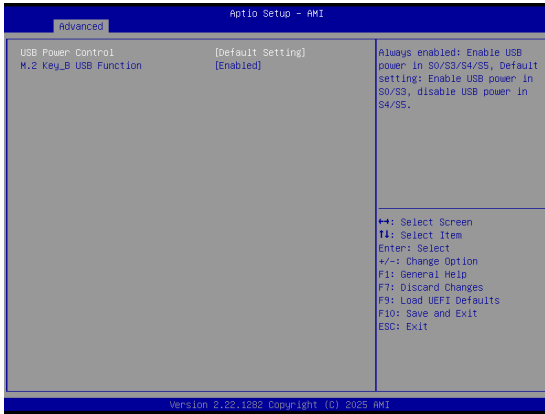 Aptio Setup – AMI
Advanced
USB Power Control [Default Setting]
M.2 Key_B USB Function [Enabled]
Always enabled: Enable USB
power in S0/S3/S4/S5, Default
setting: Enable USB power in
S0/S3, disable USB power in
S4/S5.
↔: Select Screen
↑↓: Select Item
Enter: Select
+/-: Change Option
F1: General Help
F7: Discard Changes
F9: Load UEFI Defaults
F10: Save and Exit
ESC: Exit
Version 2.22.1282 Copyright (C) 2025 AMI